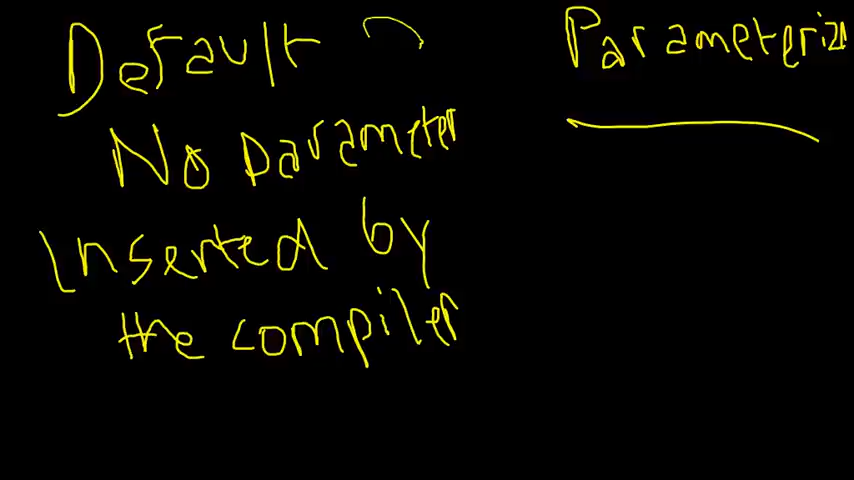 Default
No parameter
Inserted by
the compiler
Parameteriz